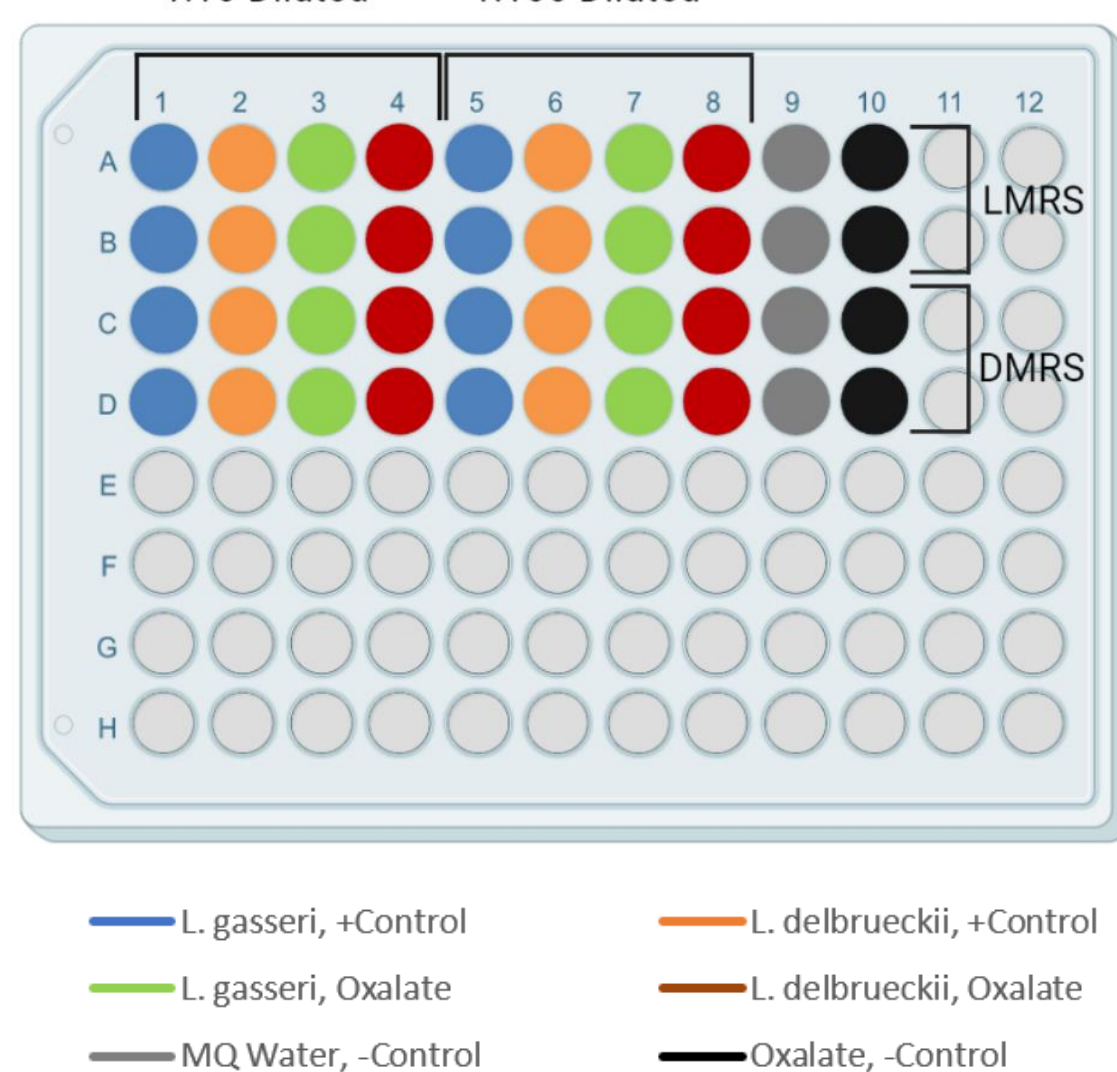 1 2 3 4 5 6 7 8 9 10 11 12
A
LMRS
B
C
DMRS
D
E
F
G
H
L. gasseri, +Control
L. delbrueckii, +Control
L. gasseri, Oxalate
L. delbrueckii, Oxalate
MQ Water, -Control
Oxalate, -Control